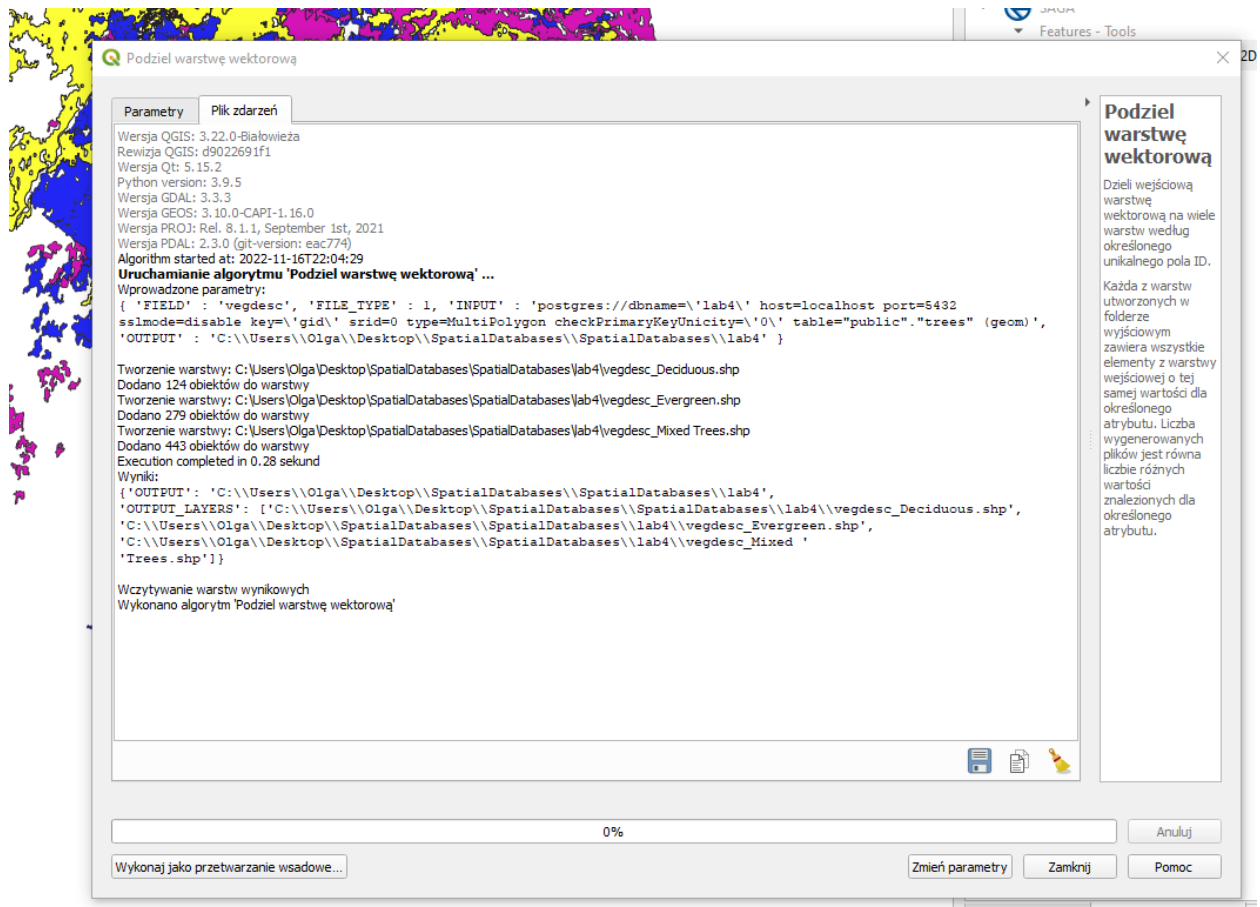 SAGA
Features - Tools
2D
Podziel warstwę wektorową
Parametry
Plik zdarzeń
Wersja QGIS: 3.22.0-Białowieża
Rewizja QGIS: d9022691f1
Wersja Qt: 5.15.2
Python version: 3.9.5
Wersja GDAL: 3.3.3
Wersja GEOS: 3.10.0-CAPI-1.16.0
Wersja PROJ: Rel. 8.1.1, September 1st, 2021
Wersja PDAL: 2.3.0 (git-version: eac774)
Algorithm started at: 2022-11-16T22:04:29
Uruchamianie algorytmu 'Podziel warstwę wektorową' ...
Wprowadzone parametry:
{ 'FIELD' : 'vegdesc', 'FILE_TYPE' : 1, 'INPUT' : 'postgres://dbname=\'lab4\' host=localhost port=5432
sslmode=disable key=\'gid\' srid=0 type=MultiPolygon checkPrimaryKeyUnicity=\'0\' table="public"."trees" (geom)',
'OUTPUT' : 'C:\\Users\\Olga\\Desktop\\SpatialDatabases\\SpatialDatabases\\lab4' }
Tworzenie warstwy: C:\Users\Olga\Desktop\SpatialDatabases\SpatialDatabases\lab4\vegdesc_Deciduous.shp
Dodano 124 obiektów do warstwy
Tworzenie warstwy: C:\Users\Olga\Desktop\SpatialDatabases\SpatialDatabases\lab4\vegdesc_Evergreen.shp
Dodano 279 obiektów do warstwy
Tworzenie warstwy: C:\Users\Olga\Desktop\SpatialDatabases\SpatialDatabases\lab4\vegdesc_Mixed Trees.shp
Dodano 443 obiektów do warstwy
Execution completed in 0.28 sekund
Wyniki:
{'OUTPUT': 'C:\\Users\\Olga\\Desktop\\SpatialDatabases\\SpatialDatabases\\lab4',
'OUTPUT_LAYERS': ['C:\\Users\\Olga\\Desktop\\SpatialDatabases\\SpatialDatabases\\lab4\\vegdesc_Deciduous.shp',
'C:\\Users\\Olga\\Desktop\\SpatialDatabases\\SpatialDatabases\\lab4\\vegdesc_Evergreen.shp',
'C:\\Users\\Olga\\Desktop\\SpatialDatabases\\SpatialDatabases\\lab4\\vegdesc_Mixed '
'Trees.shp']}
Wczytywanie warstw wynikowych
Wykonano algorytm 'Podziel warstwę wektorową'
Podziel
warstwę
wektorową
Dzieli wejściową
warstwę
wektorową na wiele
warstw według
określonego
unikalnego pola ID.
Każda z warstw
utworzonych w
folderze
wyjściowym
zawiera wszystkie
elementy z warstwy
wejściowej o tej
samej wartości dla
określonego
atrybutu. Liczba
wygenerowanych
plików jest równa
liczbie różnych
wartości
znalezionych dla
określonego
atrybutu.
0%
Anuluj
Wykonaj jako przetwarzanie wsadowe...
Zmień parametry
Zamknij
Pomoc